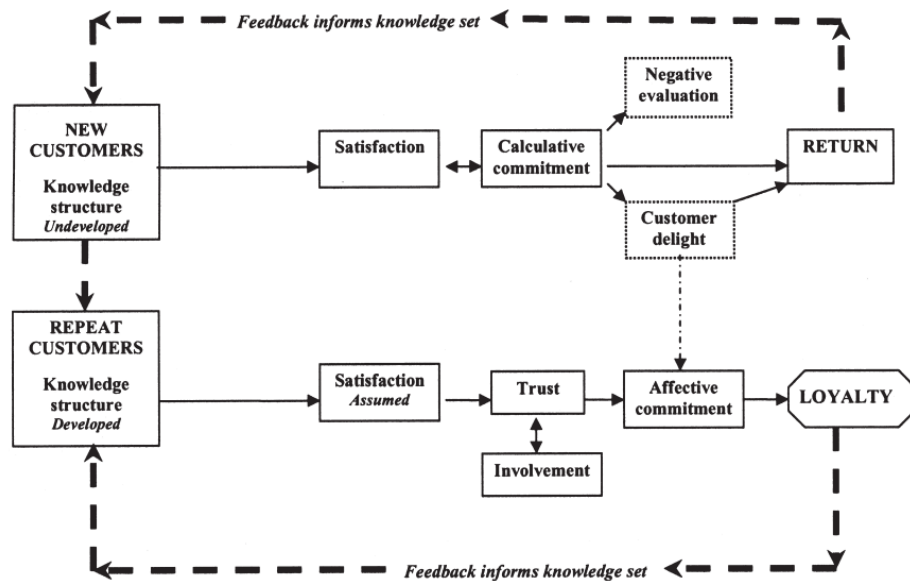 Feedback informs knowledge set
NEW
CUSTOMERS
Knowledge
structure
Undeveloped
Satisfaction
Calculative
commitment
Negative
evaluation
Customer
delight
RETURN
REPEAT
CUSTOMERS
Knowledge
structure
Developed
Satisfaction
Assumed
Trust
Involvement
Affective
commitment
LOYALTY
Feedback informs knowledge set